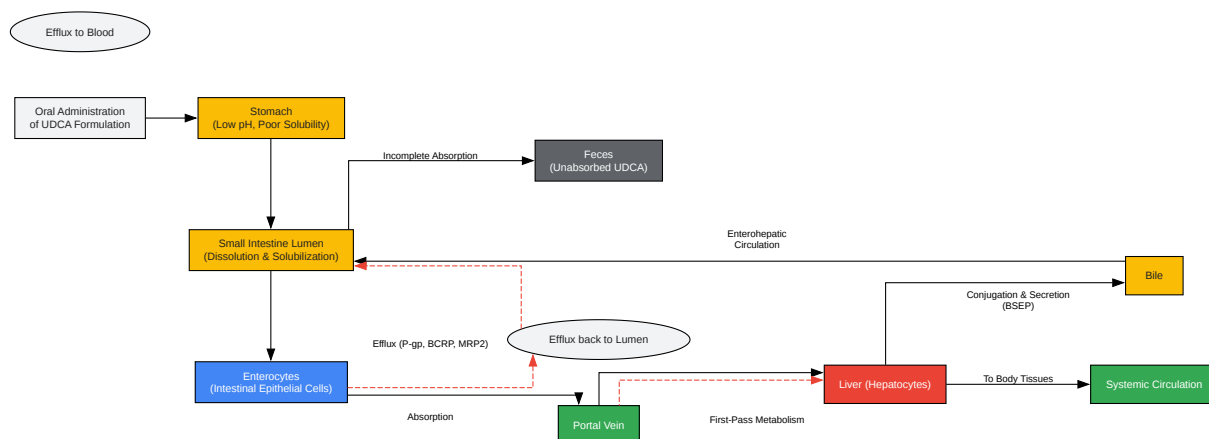 Efflux to Blood
Oral Administration
of UDCA Formulation
Stomach
(Low pH, Poor Solubility)
Incomplete Absorption
Feces
(Unabsorbed UDCA)
Small Intestine Lumen
(Dissolution & Solubilization)
Enterohepatic
Circulation
Bile
Conjugation & Secretion
(BSEP)
Efflux (P-gp, BCRP, MRP2)
Efflux back to Lumen
Enterocytes
(Intestinal Epithelial Cells)
Absorption
Portal Vein
First-Pass Metabolism
Liver (Hepatocytes)
To Body Tissues
Systemic Circulation